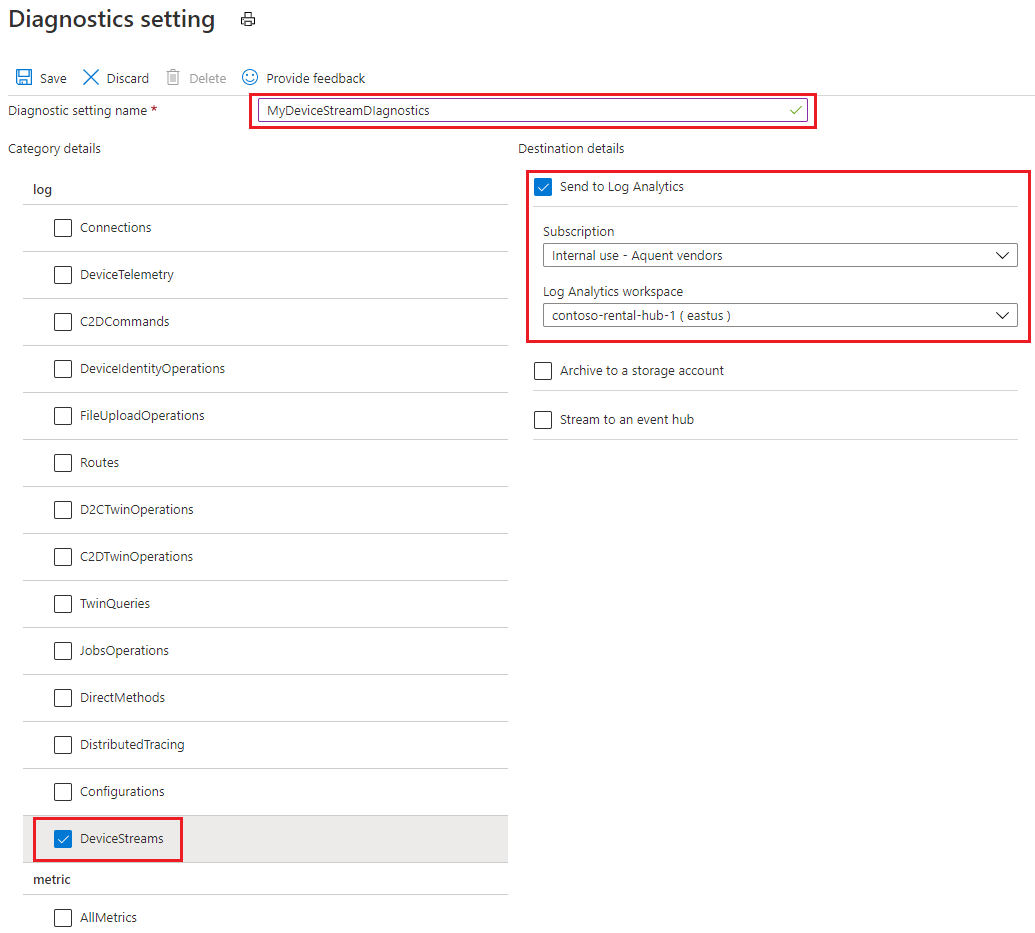 Diagnostics setting
Save Discard Delete Provide feedback
Diagnostic setting name * MyDeviceStreamDIagnostics
Category details
log
Connections
DeviceTelemetry
C2DCommands
DeviceIdentityOperations
FileUploadOperations
Routes
D2CTwinOperations
C2DTwinOperations
TwinQueries
JobsOperations
DirectMethods
DistributedTracing
Configurations
DeviceStreams
metric
AllMetrics
Destination details
Send to Log Analytics
Subscription
Internal use - Aquent vendors
Log Analytics workspace
contoso-rental-hub-1 ( eastus )
Archive to a storage account
Stream to an event hub